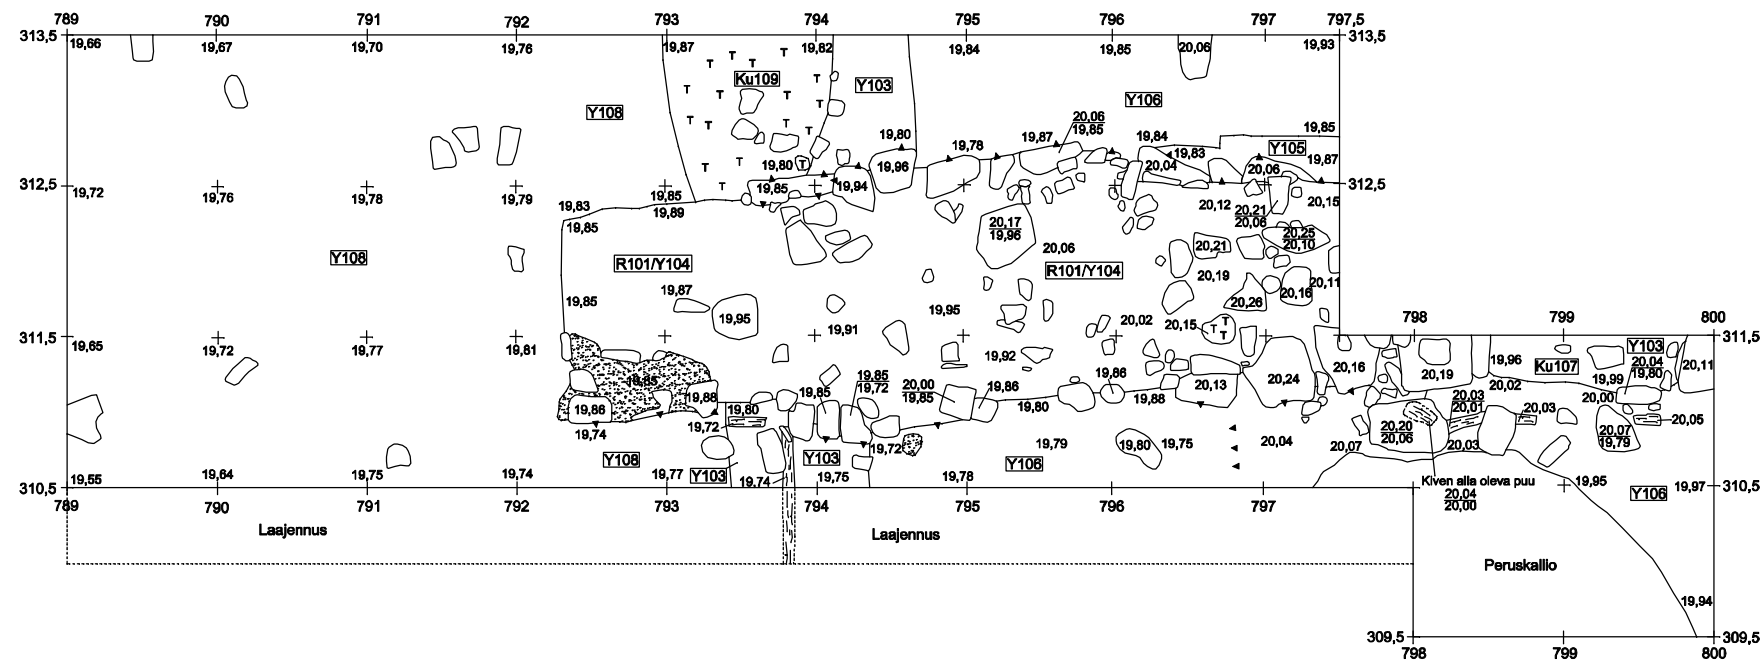 789 790 791 792 793 794 795 796 797 797,5
313,5 19,66 19,67 19,70 19,76 19,87 19,82 19,84 19,85 20,06 19,93 313,5
Ku109 Y103
Y108 Y106
20,06
19,85
19,80 19,78 19,87 19,84 19,85
19,83 Y105
19,80 19,96 20,04 20,06 19,87
312,5 19,72 19,76 19,78 19,79 19,85 19,85 19,94 312,5
19,83 19,89 20,12 20,15
19,85 20,21
20,06
20,17
19,96
20,06 20,21 20,25
20,10
Y108 R101/Y104 R101/Y104
20,19 20,11
19,85 19,87 19,95 19,95 20,26 20,16
19,91 20,02 20,15 T T T
798 799 800
311,5 19,65 19,72 19,77 19,81 19,92 311,5
19,96 Ku107 Y103
20,04
19,80
20,11
19,85 19,88 19,85 19,85
19,72
20,00
19,85
19,86 19,86 20,13 20,24 20,16 20,19 20,02 19,99
19,86 19,80 19,80 19,88 20,03
20,01
20,03 20,00
19,74 19,72 19,72 19,79 19,80 19,75 20,04 20,07 20,20
20,06
20,03 20,07
19,79
20,05
Y108 Y103 Y106
310,5 19,55 19,64 19,75 19,74 19,77 Y103 19,74 19,75 19,78 Kiven alla oleva puu
20,04
20,00
19,95 Y106 19,97 310,5
789 790 791 792 793 794 795 796 797
Laajennus Laajennus
Peruskallio
19,94
309,5 309,5
798 799 800